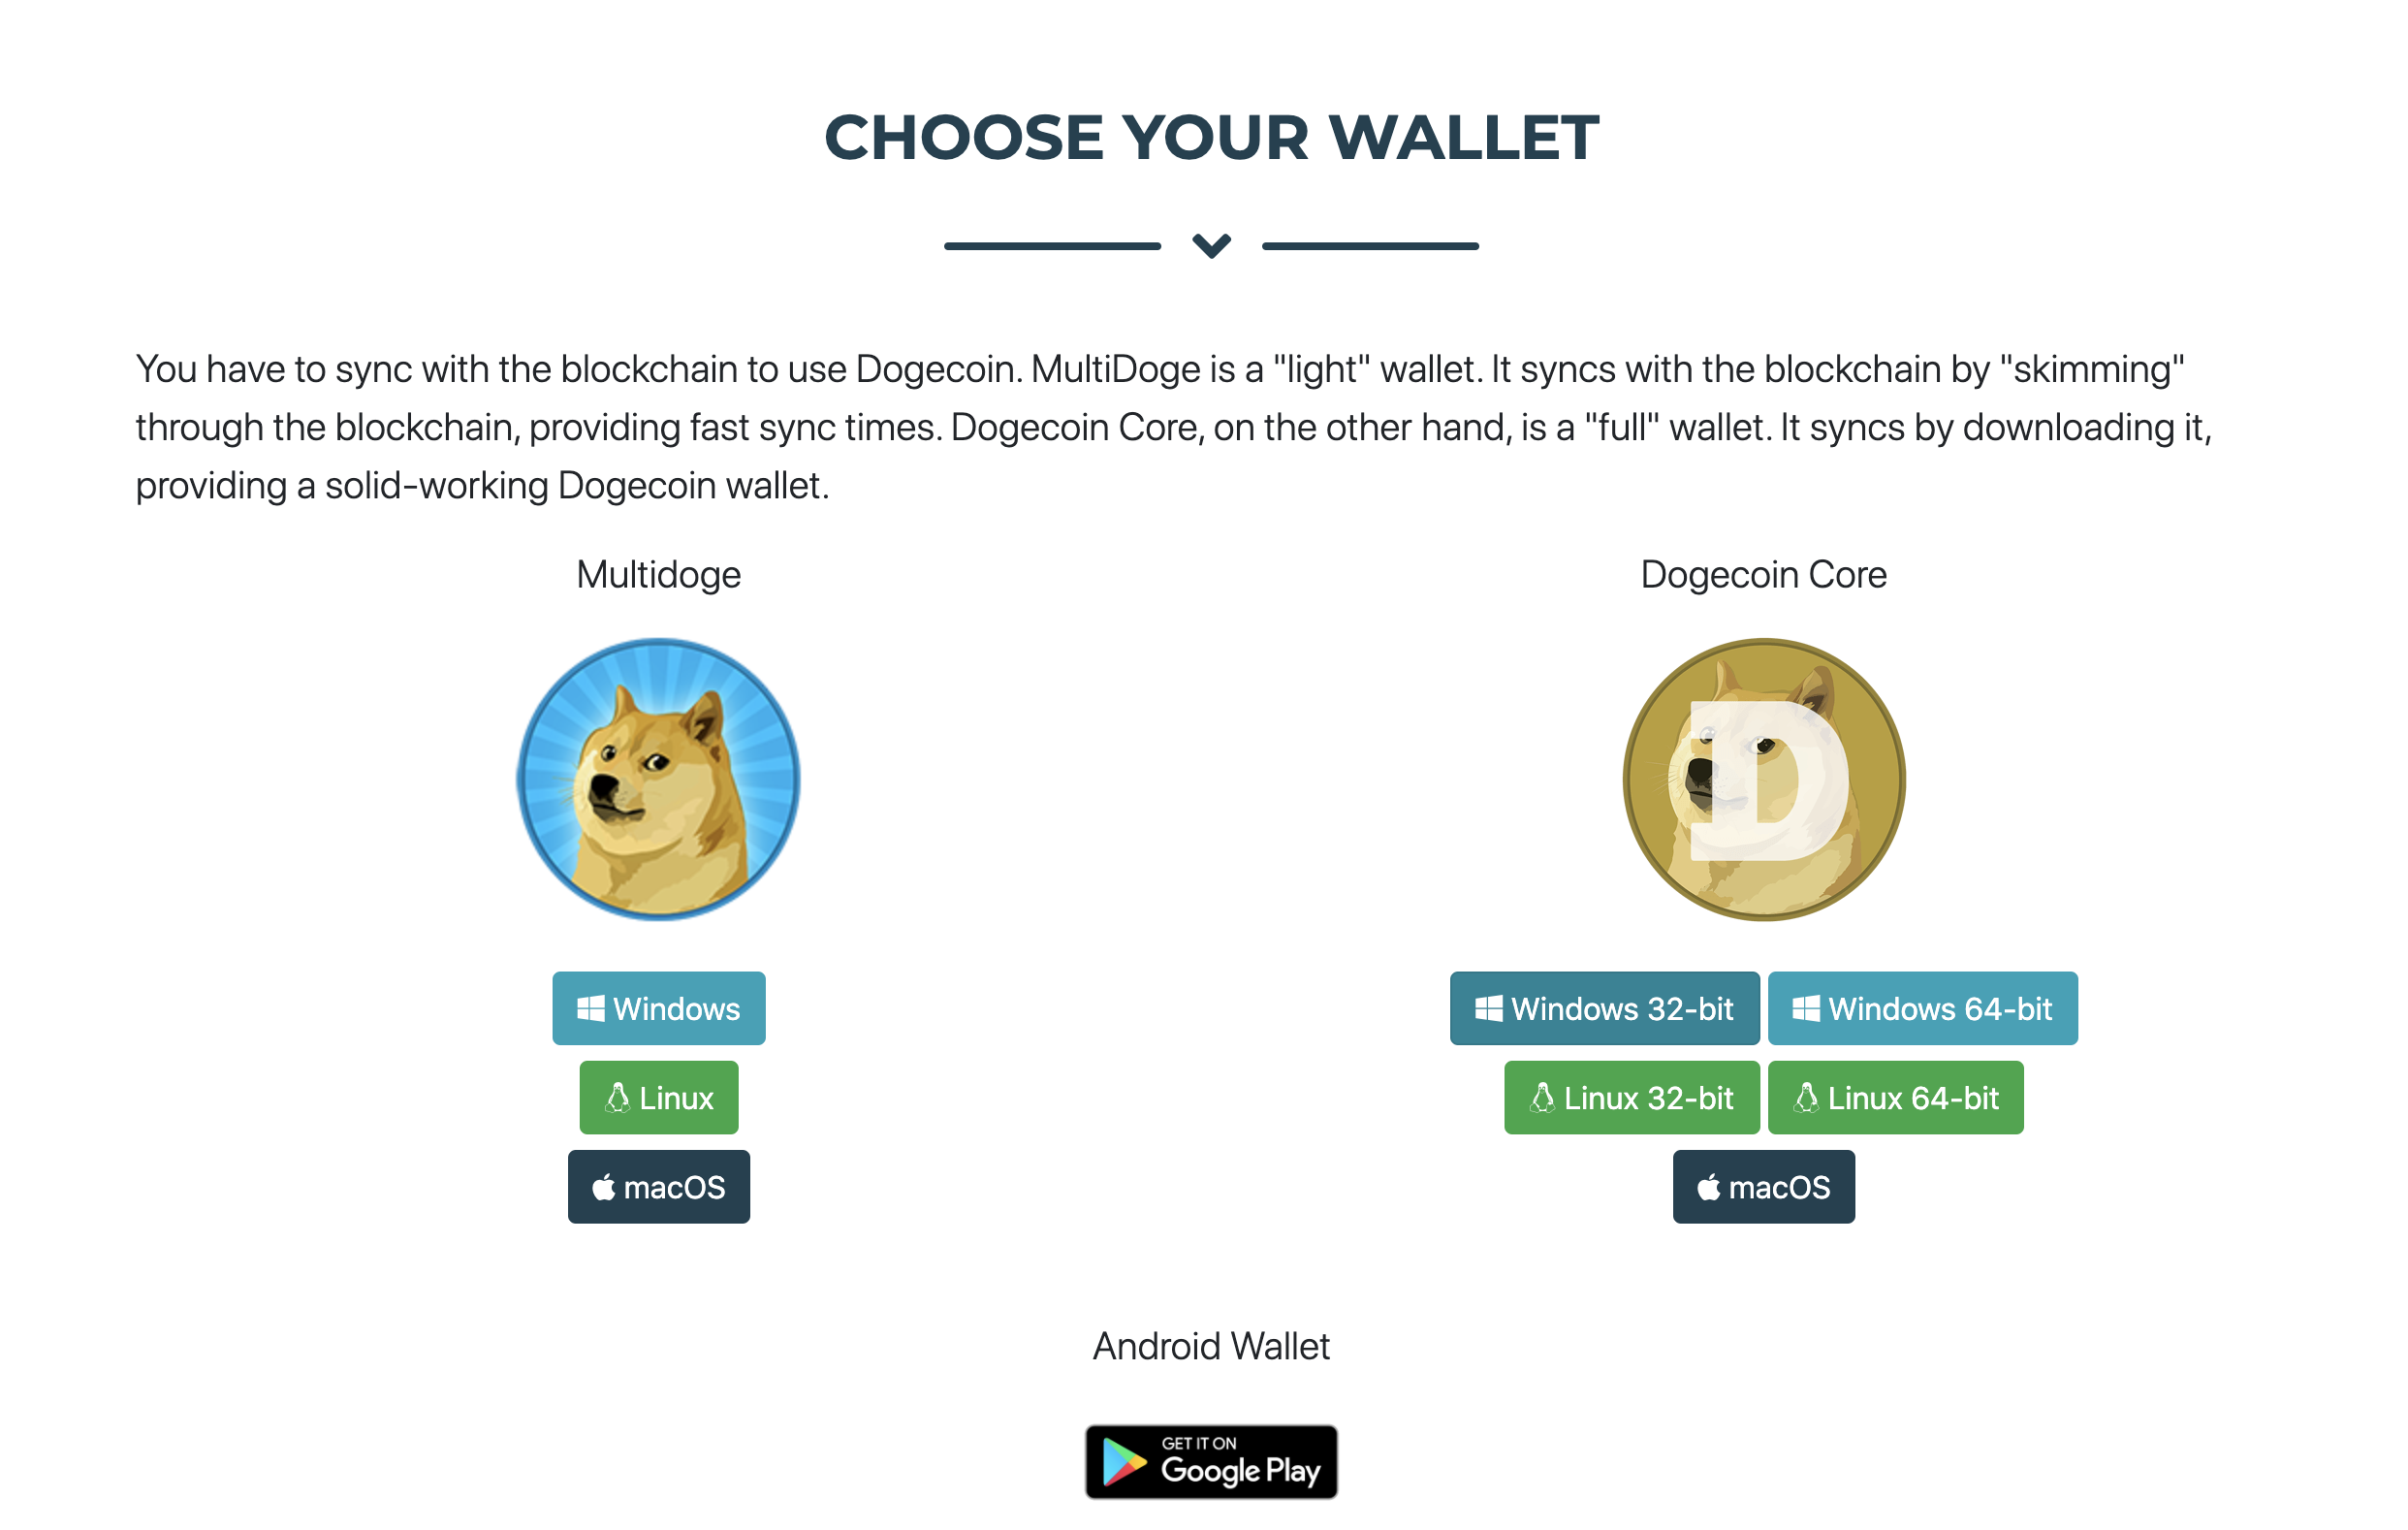 CHOOSE YOUR WALLET
You have to sync with the blockchain to use Dogecoin. MultiDoge is a "light" wallet. It syncs with the blockchain by "skimming"
through the blockchain, providing fast sync times. Dogecoin Core, on the other hand, is a "full" wallet. It syncs by downloading it,
providing a solid-working Dogecoin wallet.
Multidoge
Dogecoin Core
D
Windows
Windows 32-bit
Windows 64-bit
Linux
Linux 32-bit
Linux 64-bit
macOS
macOS
Android Wallet
GET IT ON
Google Play